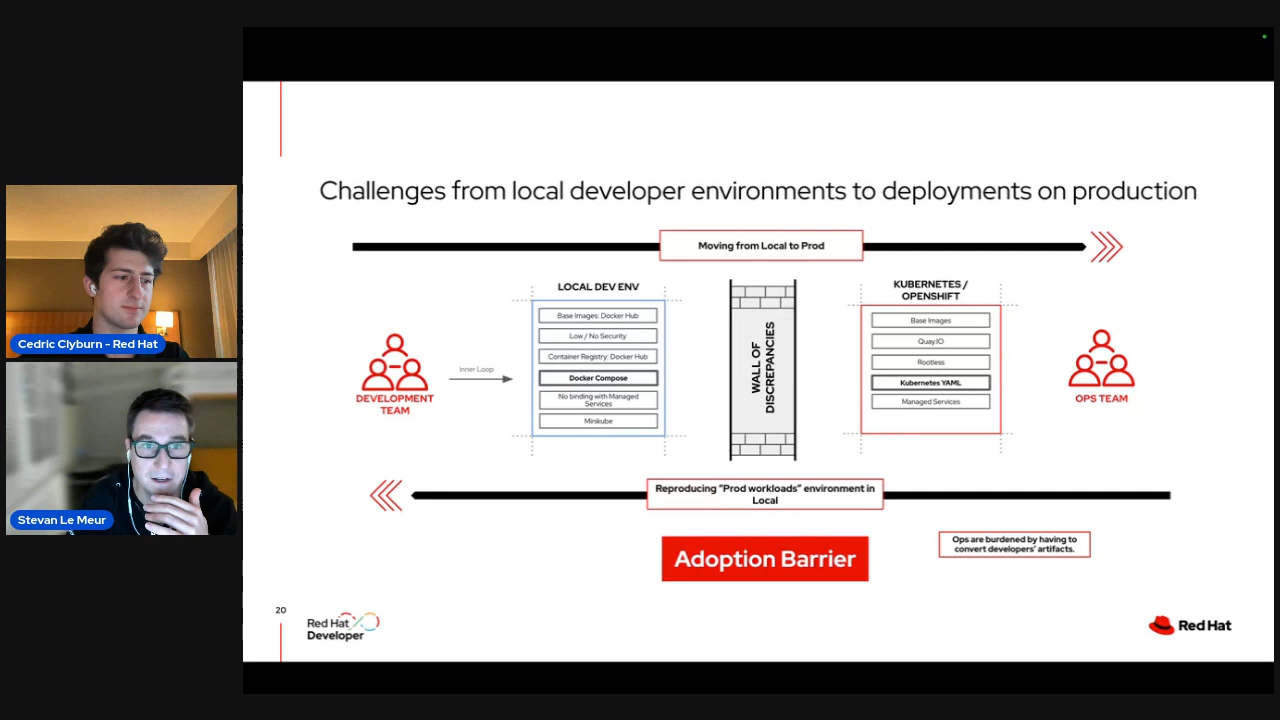 Challenges from local developer environments to deployments on production
Moving from Local to Prod
LOCAL DEV ENV
Base Images: Docker Hub
Low / No Security
Container Registry: Docker Hub
Docker Compose
No binding with Managed
Services
Minikube
Inner Loop
DEVELOPMENT
TEAM
WALL OF
DISCREPANCIES
KUBERNETES /
OPENSHIFT
Base Images
Quay.IO
Rootless
Kubernetes YAML
Managed Services
OPS TEAM
Reproducing “Prod workloads” environment in
Local
Adoption Barrier
Ops are burdened by having to
convert developers’ artifacts.
20
Red Hat
Developer
Red Hat
Cedric Clyburn - Red Hat
Stevan Le Meur